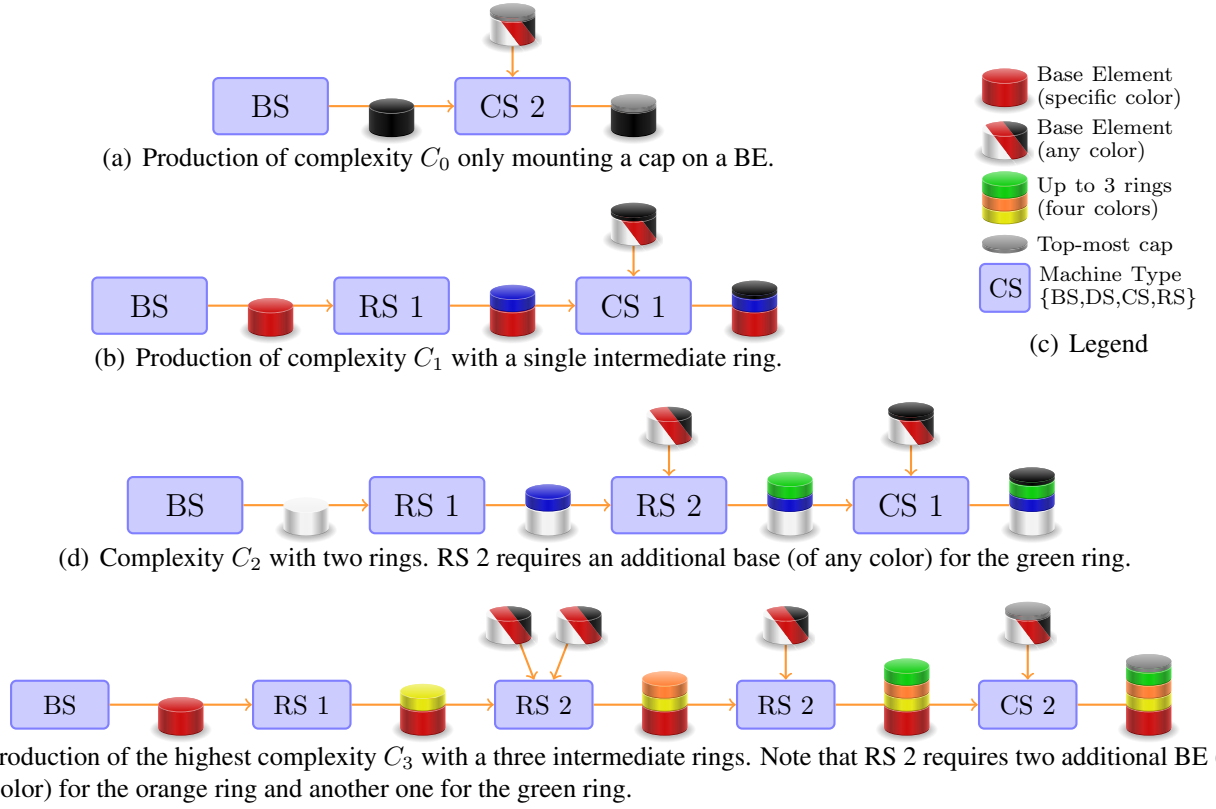 BS
CS 2
(a) Production of complexity C0 only mounting a cap on a BE.
BS
RS 1
CS 1
(b) Production of complexity C1 with a single intermediate ring.
Base Element
(specific color)
Base Element
(any color)
Up to 3 rings
(four colors)
Top-most cap
CS
Machine Type
{BS,DS,CS,RS}
(c) Legend
BS
RS 1
RS 2
CS 1
(d) Complexity C2 with two rings. RS 2 requires an additional base (of any color) for the green ring.
BS
RS 1
RS 2
RS 2
CS 2
roduction of the highest complexity C3 with a three intermediate rings. Note that RS 2 requires two additional BE (
olor) for the orange ring and another one for the green ring.